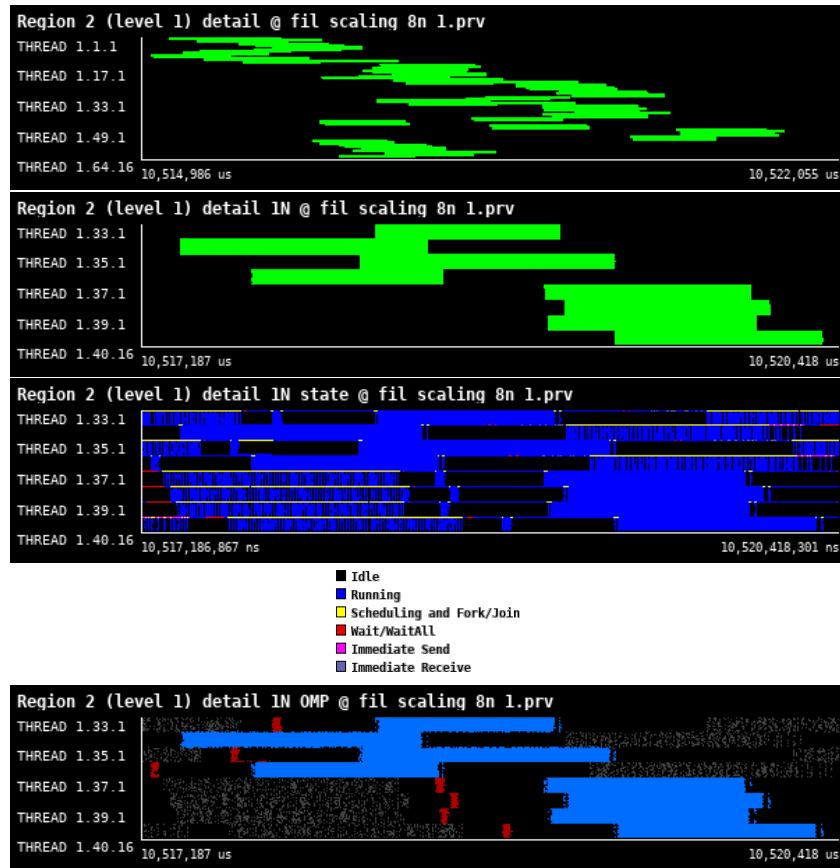 Region 2 (level 1) detail @ fil scaling 8n 1.prv
THREAD 1.1.1
THREAD 1.17.1
THREAD 1.33.1
THREAD 1.49.1
THREAD 1.64.16
10,514,986 us 10,522,055 us
Region 2 (level 1) detail 1N @ fil scaling 8n 1.prv
THREAD 1.33.1
THREAD 1.35.1
THREAD 1.37.1
THREAD 1.39.1
THREAD 1.40.16
10,517,187 us 10,520,418 us
Region 2 (level 1) detail 1N state @ fil scaling 8n 1.prv
THREAD 1.33.1
THREAD 1.35.1
THREAD 1.37.1
THREAD 1.39.1
THREAD 1.40.16
10,517,186,867 ns 10,520,418,301 ns
Idle
Running
Scheduling and Fork/Join
Wait/WaitAll
Immediate Send
Immediate Receive
Region 2 (level 1) detail 1N OMP @ fil scaling 8n 1.prv
THREAD 1.33.1
THREAD 1.35.1
THREAD 1.37.1
THREAD 1.39.1
THREAD 1.40.16
10,517,187 us 10,520,418 us